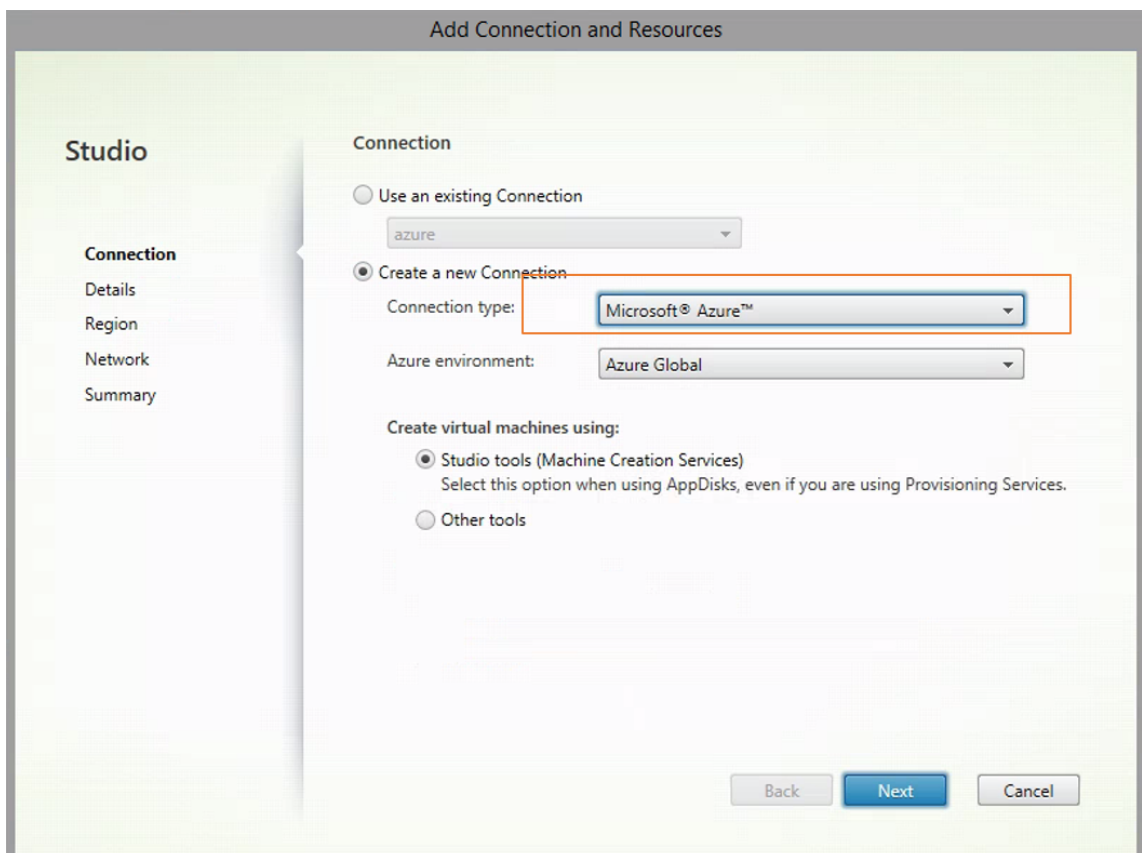 Add Connection and Resources
Studio
Connection
Details
Region
Network
Summary
Connection
Use an existing Connection
azure
Create a new Connection
Connection type:
Microsoft® Azure™
Azure environment:
Azure Global
Create virtual machines using:
Studio tools (Machine Creation Services)
Select this option when using AppDisks, even if you are using Provisioning Services.
Other tools
Back
Next
Cancel